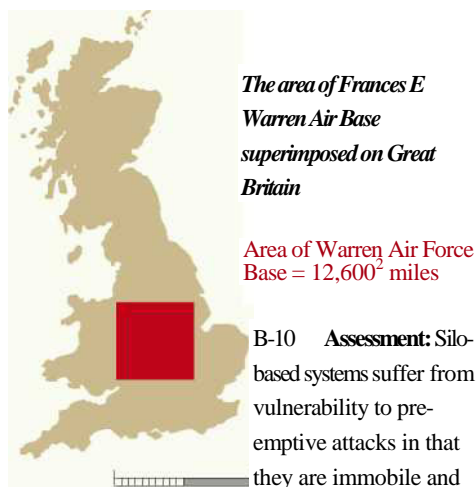 The area of Frances E
Warren Air Base
superimposed on Great
Britain
Area of Warren Air Force
Base = 12,600² miles
B-10 Assessment: Silo-
based systems suffer from
vulnerability to pre-
emptive attacks in that
they are immobile and